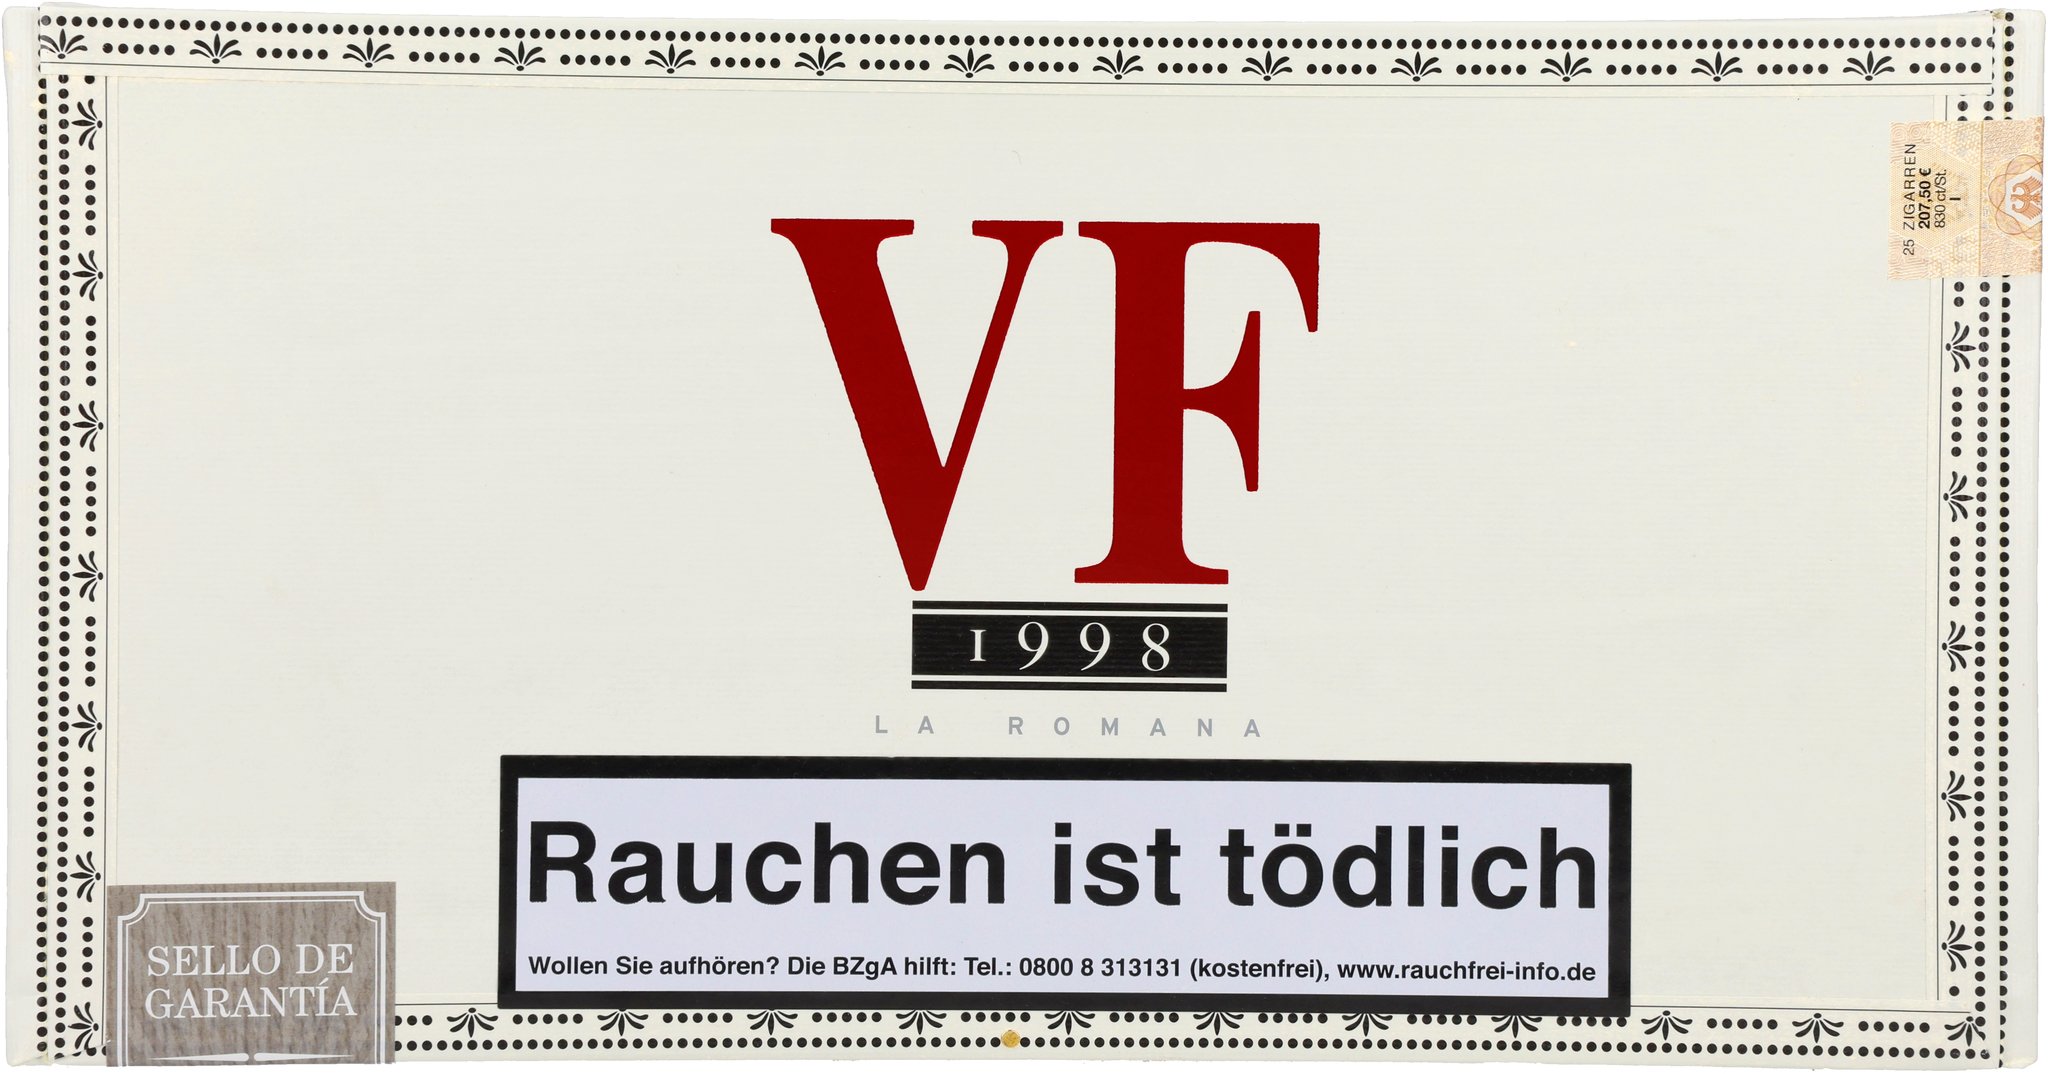 25 ZIGARREN
207,50 €
830 ct/St.
I
VF
1998
LA ROMANA
Rauchen ist tödlich
Wollen Sie aufhören? Die BZgA hilft: Tel.: 0800 8 313131 (kostenfrei), www.rauchfrei-info.de
SELLO DE
GARANTÍA